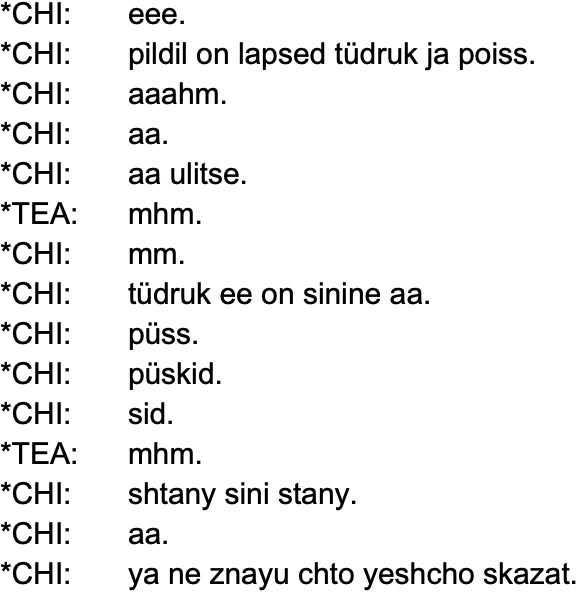 *CHI: eee.
*CHI: pildil on lapsed tüdruk ja poiss.
*CHI: aaahm.
*CHI: aa.
*CHI: aa ulitse.
*TEA: mhm.
*CHI: mm.
*CHI: tüdruk ee on sinine aa.
*CHI: püss.
*CHI: püskid.
*CHI: sid.
*TEA: mhm.
*CHI: shtany sini stany.
*CHI: aa.
*CHI: ya ne znayu chto yeshcho skazat.